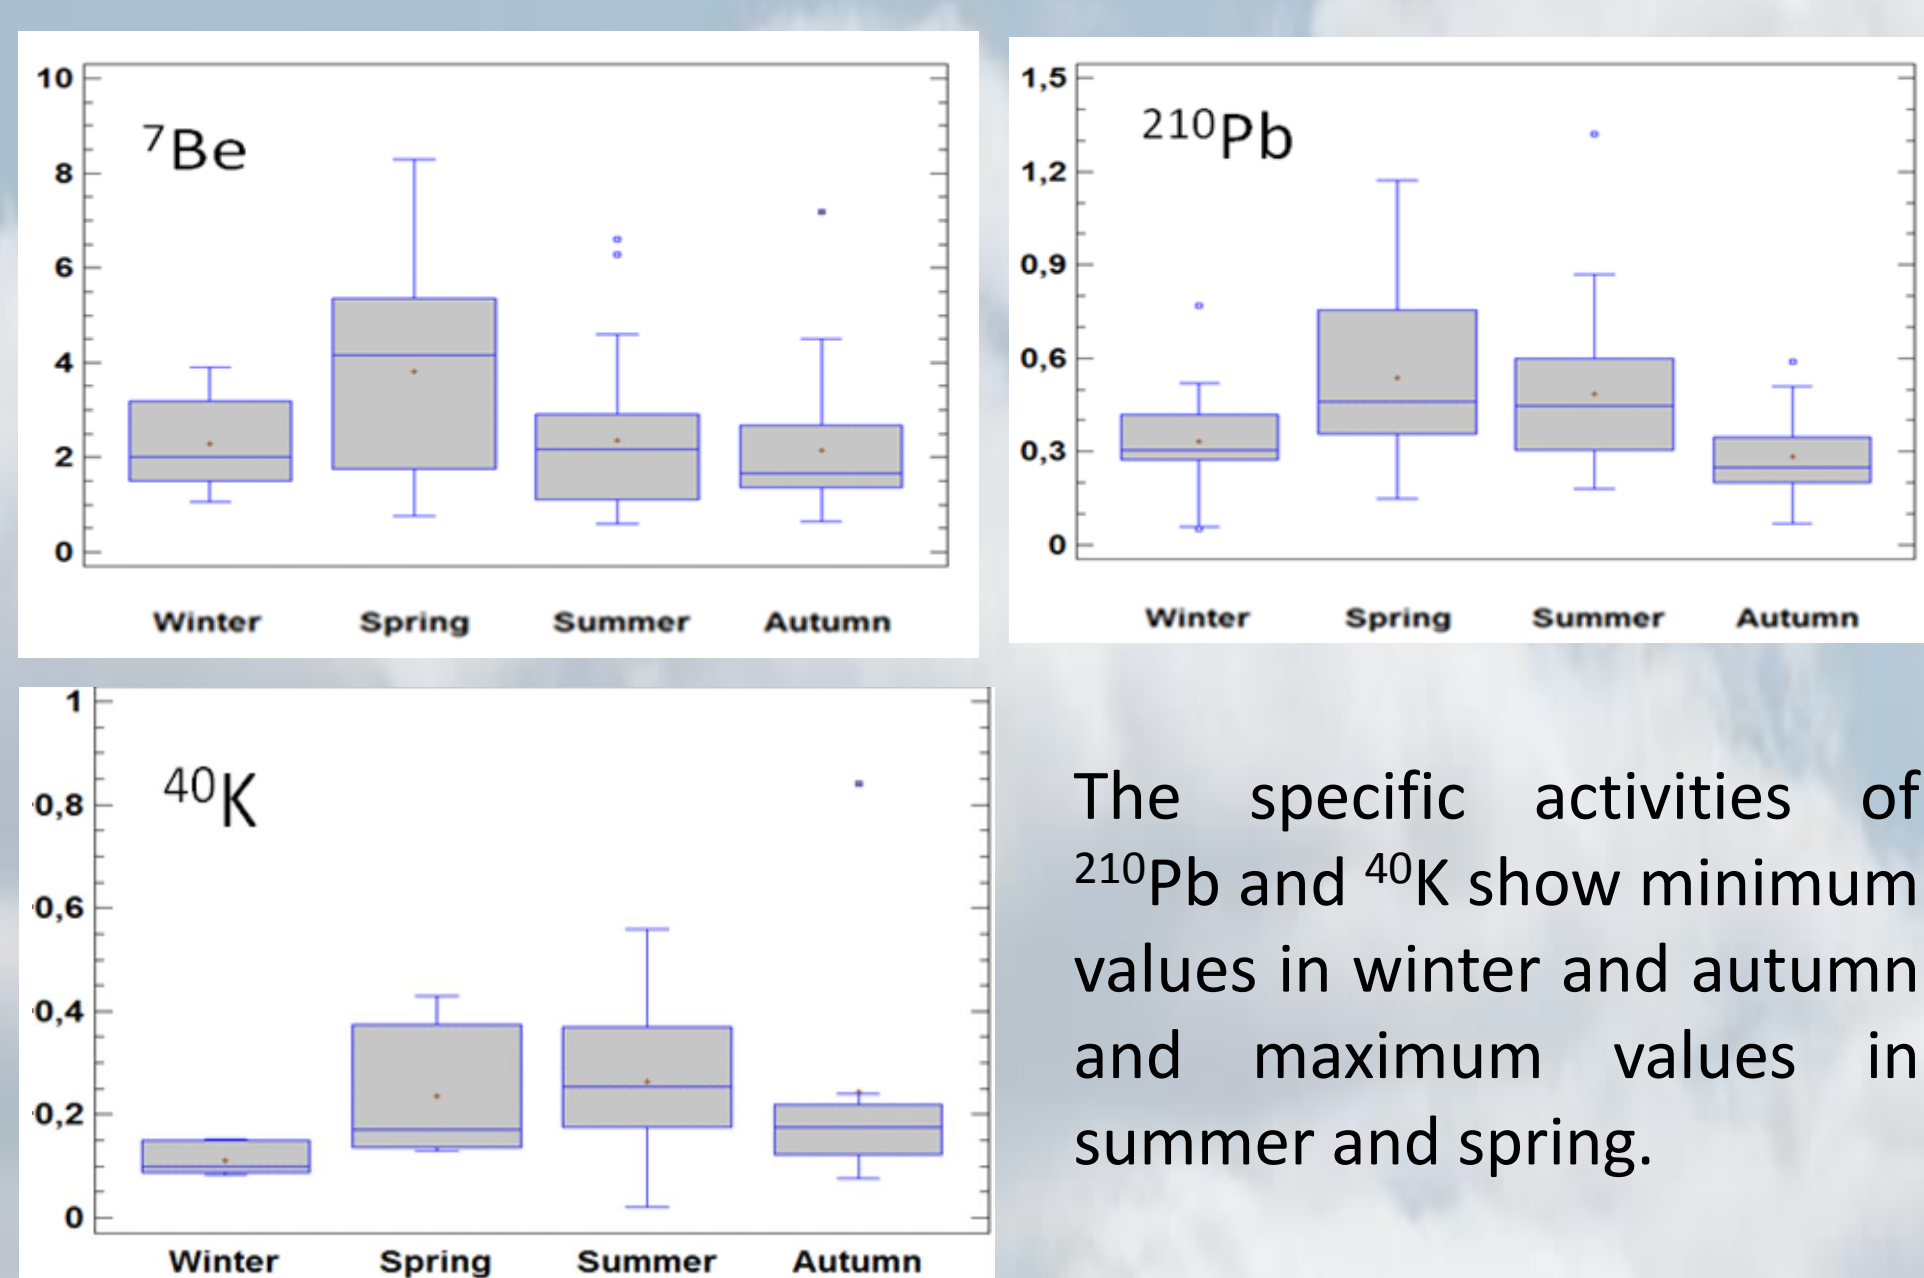 10
8
6
4
2
0
⁷Be
Winter Spring Summer Autumn
1,5
1,2
0,9
0,6
0,3
0
²¹⁰Pb
Winter Spring Summer Autumn
1
0,8
0,6
0,4
0,2
0
⁴⁰K
Winter Spring Summer Autumn
The specific activities of
²¹⁰Pb and ⁴⁰K show minimum
values in winter and autumn
and maximum values in
summer and spring.